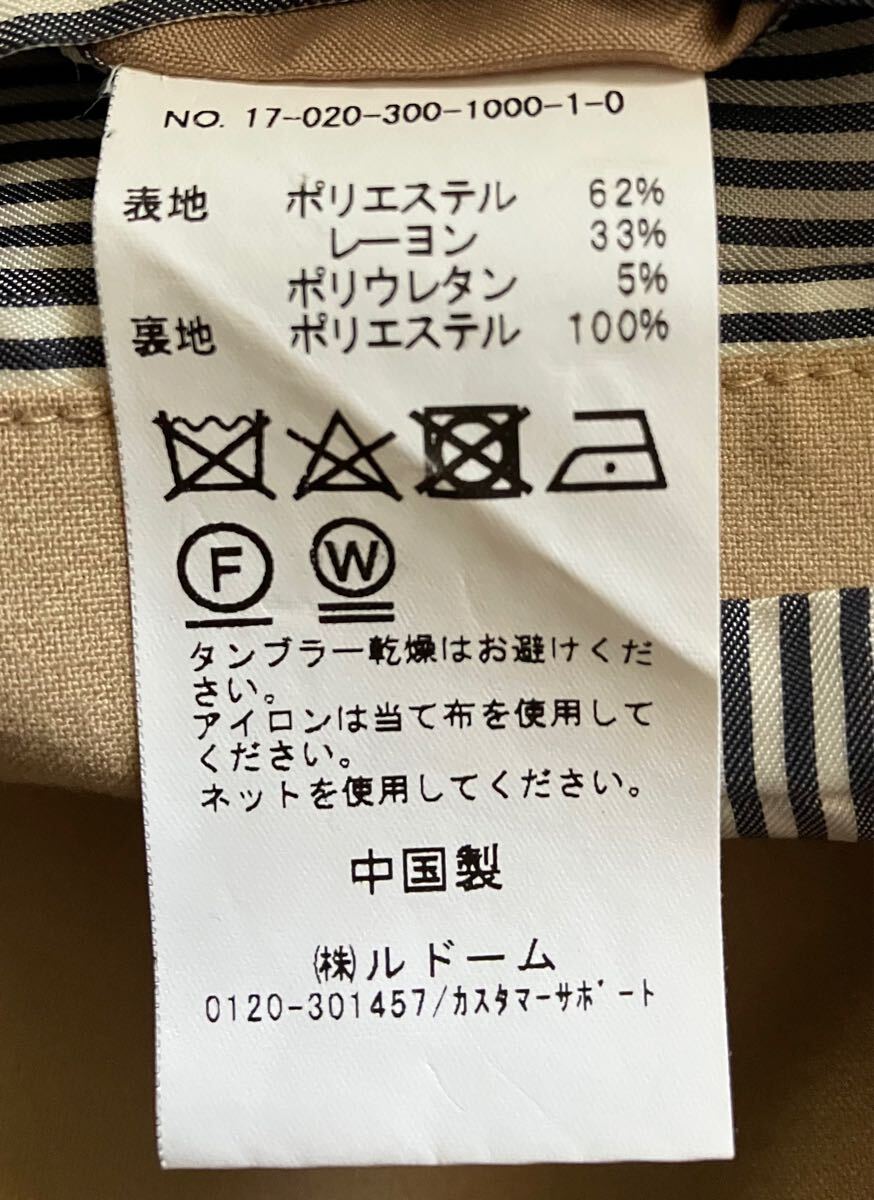 NO. 17-020-300-1000-1-0
表地 ポリエステル 62%
レーヨン 33%
ポリウレタン 5%
裏地 ポリエステル 100%
F W
タンブラー乾燥はお避けくだ
さい。
アイロンは当て布を使用して
ください。
ネットを使用してください。
中国製
(株)ルドーム
0120-301457/カスタマーサポート